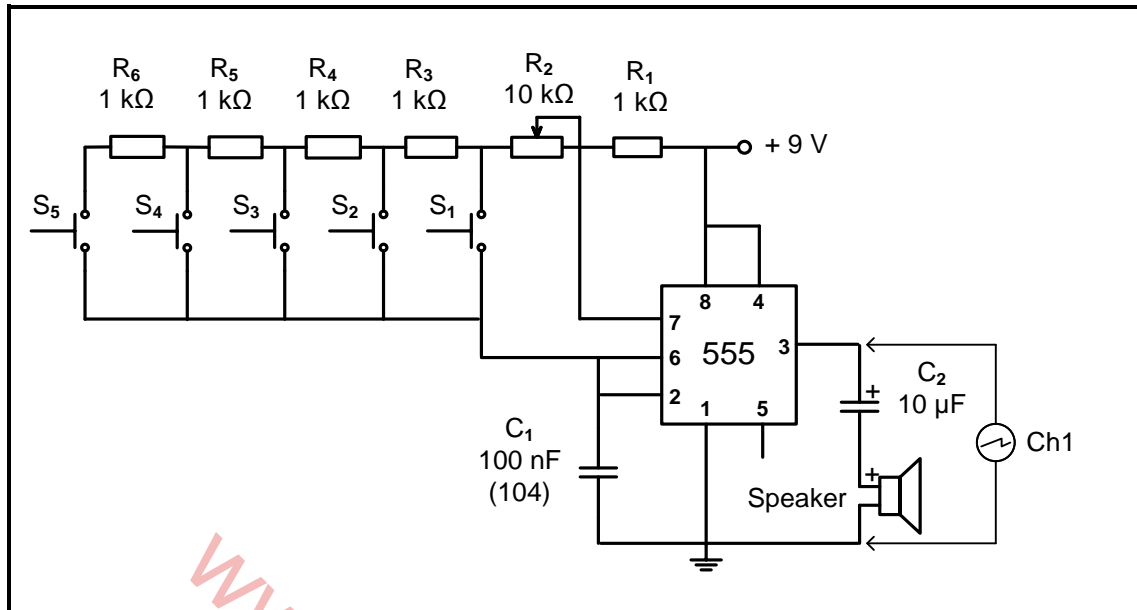 R₆ R₅ R₄ R₃ R₂ R₁
1 kΩ 1 kΩ 1 kΩ 1 kΩ 10 kΩ 1 kΩ
+ 9 V
S₅ S₄ S₃ S₂ S₁
8 4
7
555 3
6
2
1 5
C₁
100 nF
(104)
+
C₂
10 µF
Ch1
+
Speaker